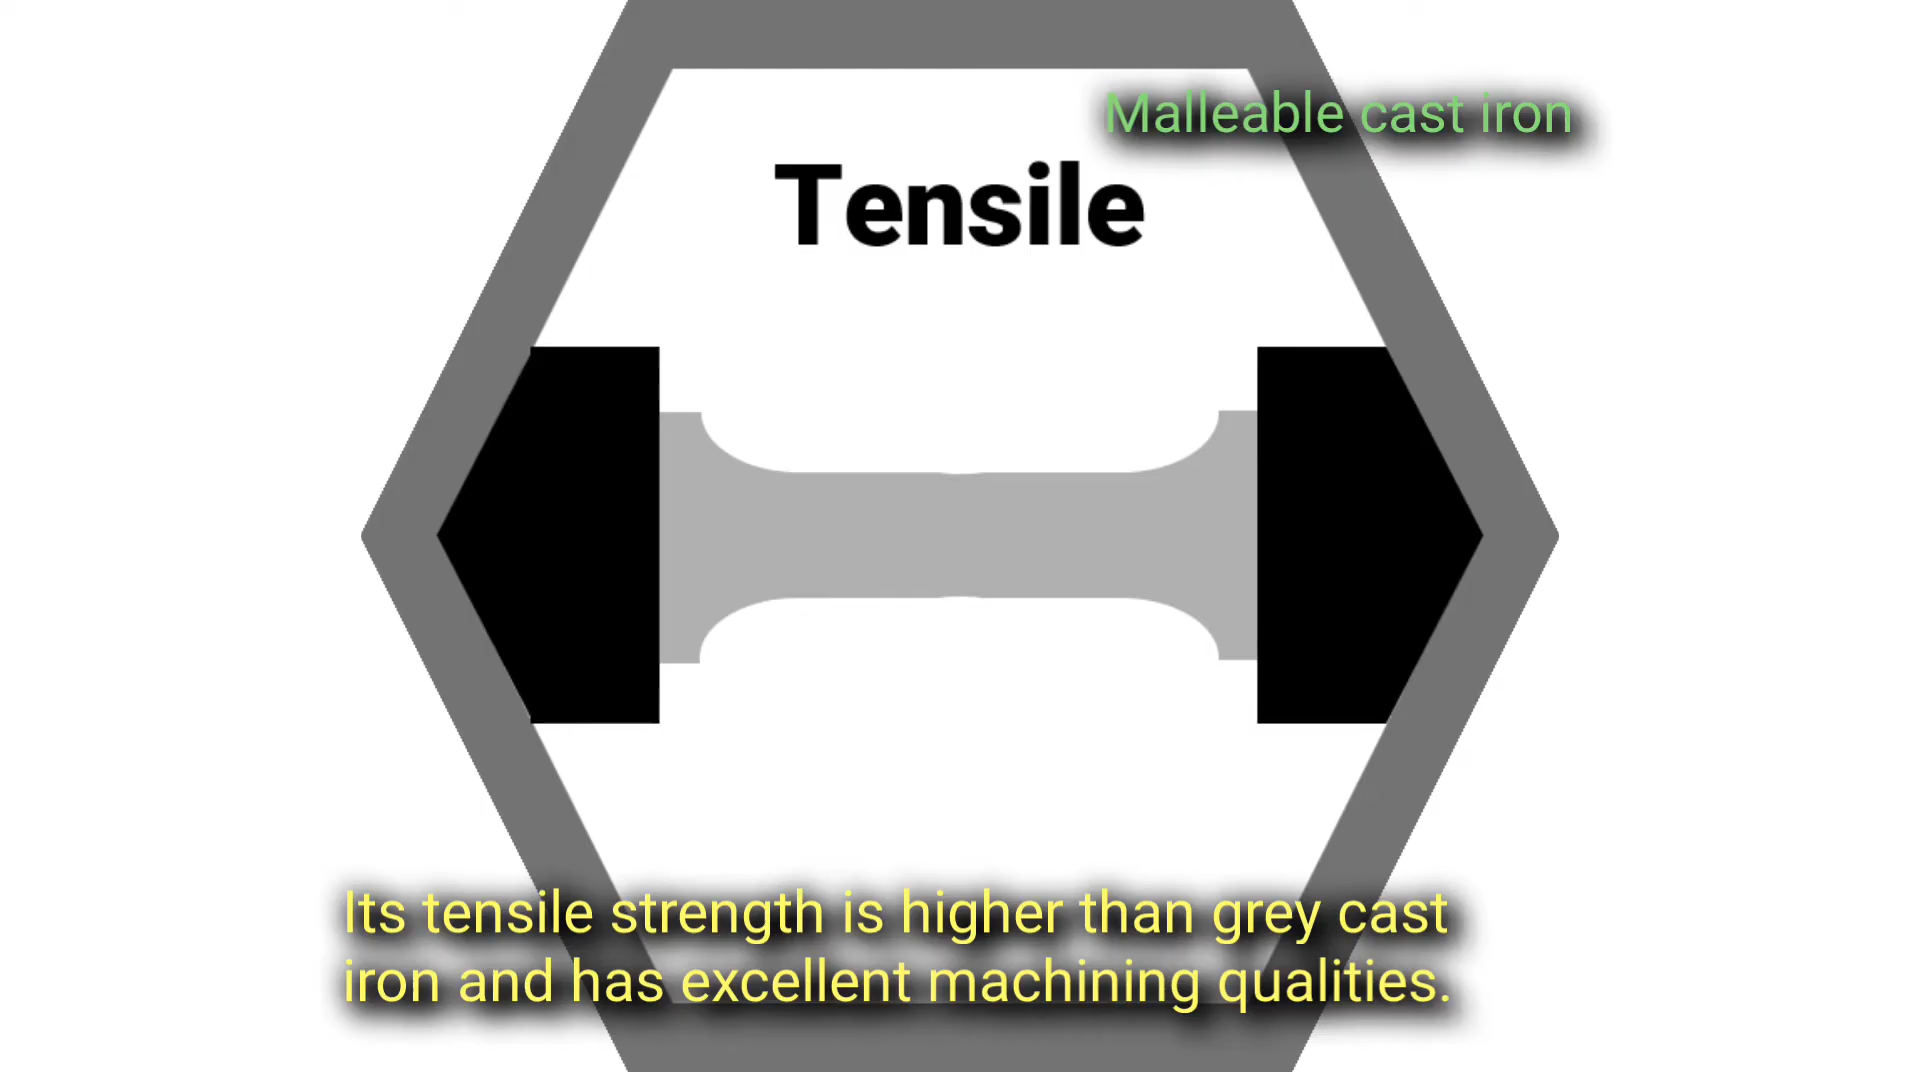 Malleable cast iron
Tensile
Its tensile strength is higher than grey cast
iron and has excellent machining qualities.